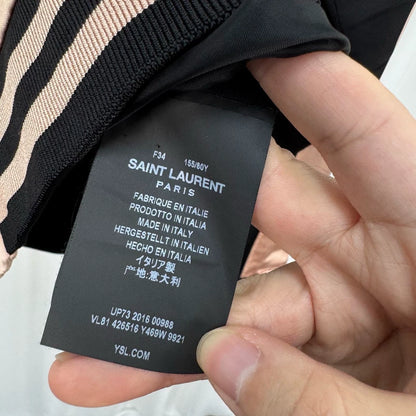 F34 155/80Y
SAINT LAURENT
PARIS
FABRIQUE EN ITALIE
PRODOTTO IN ITALIA
MADE IN ITALY
HERGESTELLT IN ITALIEN
HECHO EN ITALIA
イタリア製
地:意大利
UP73 2016 00988
VL81 426516 Y469W 9921
YSL.COM